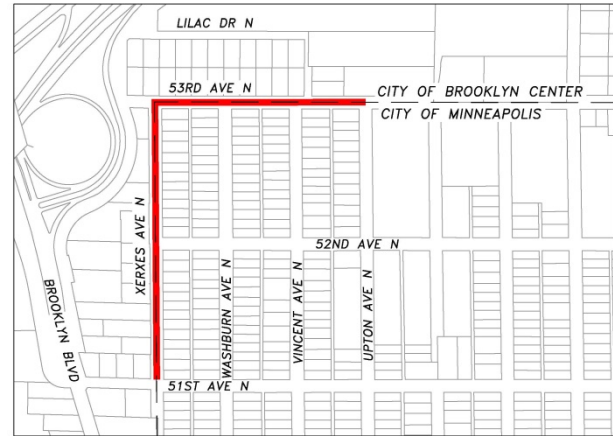 LILAC DR N
53RD AVE N
CITY OF BROOKLYN CENTER
CITY OF MINNEAPOLIS
XERXES AVE N
52ND AVE N
BROOKLYN BLVD
WASHBURN AVE N
VINCENT AVE N
UPTON AVE N
51ST AVE N